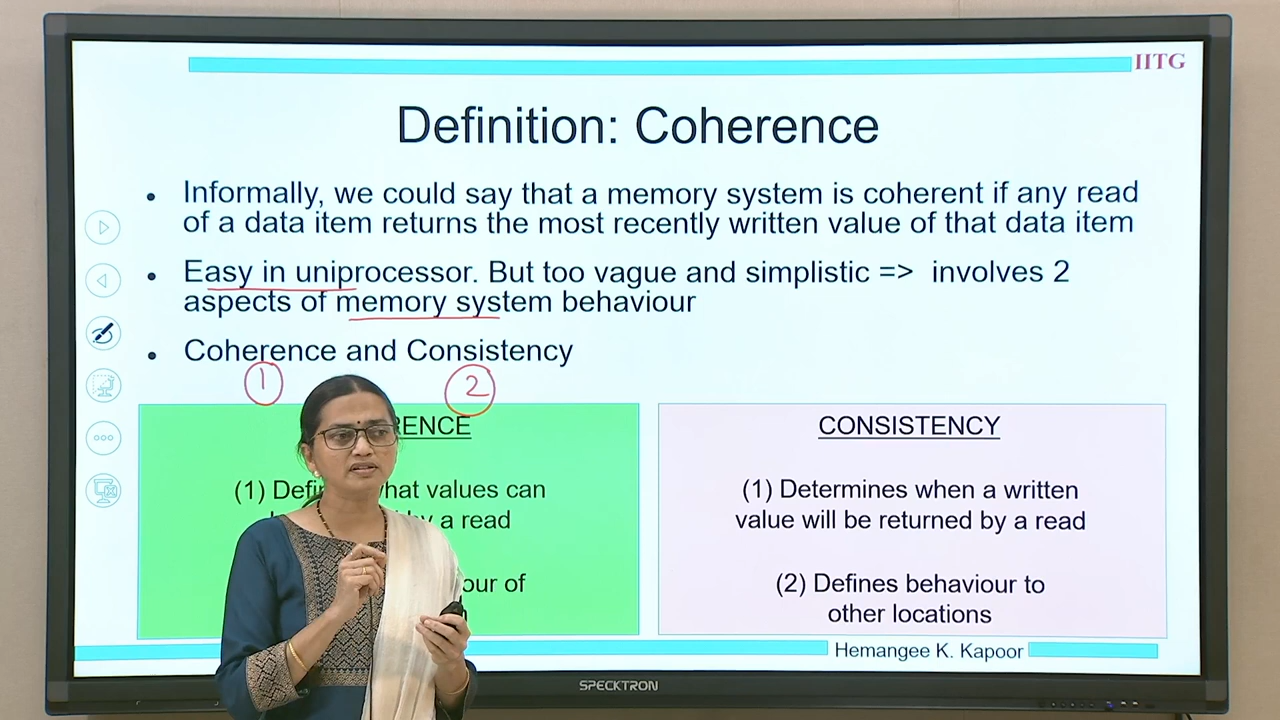 IITG
Definition: Coherence
• Informally, we could say that a memory system is coherent if any read
of a data item returns the most recently written value of that data item
• Easy in uniprocessor. But too vague and simplistic => involves 2
aspects of memory system behaviour
• Coherence and Consistency
1 2
RENCE
(1) Defi hat values can
by a read
our of
CONSISTENCY
(1) Determines when a written
value will be returned by a read
(2) Defines behaviour to
other locations
Hemangee K. Kapoor
SPECKTRON